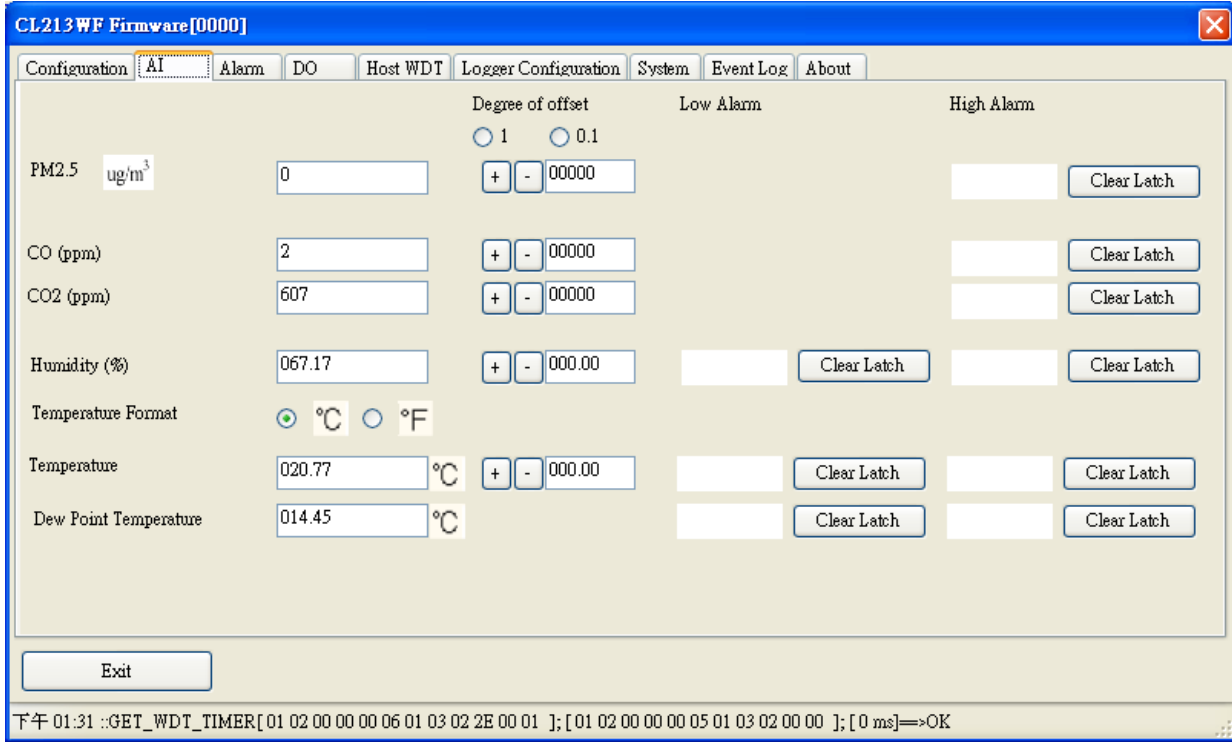 CL213WF Firmware[0000]
Configuration AI Alarm DO Host WDT Logger Configuration System Event Log About
Degree of offset Low Alarm High Alarm
1 0.1
PM2.5 ug/m³ 0 + - 00000 Clear Latch
CO (ppm) 2 + - 00000 Clear Latch
CO2 (ppm) 607 + - 00000 Clear Latch
Humidity (%) 067.17 + - 000.00 Clear Latch Clear Latch
Temperature Format °C °F
Temperature 020.77 °C + - 000.00 Clear Latch Clear Latch
Dew Point Temperature 014.45 °C Clear Latch Clear Latch
Exit
下午 01:31 ::GET_WDT_TIMER[ 01 02 00 00 00 06 01 03 02 2E 00 01 ]; [ 01 02 00 00 00 05 01 03 02 00 00 ]; [ 0 ms]==>OK